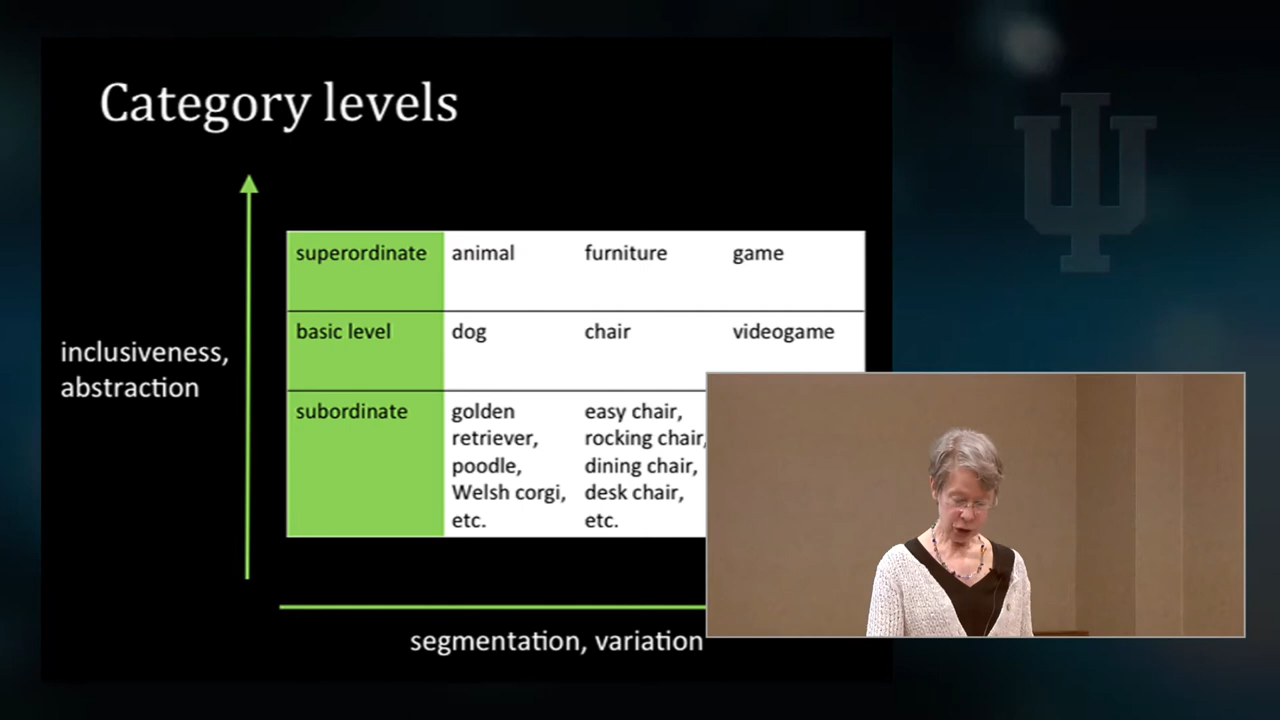 Category levels
superordinate animal furniture game
basic level dog chair videogame
inclusiveness,
abstraction
subordinate golden easy chair,
retriever, rocking chair,
poodle, dining chair,
Welsh corgi, desk chair,
etc. etc.
segmentation, variation